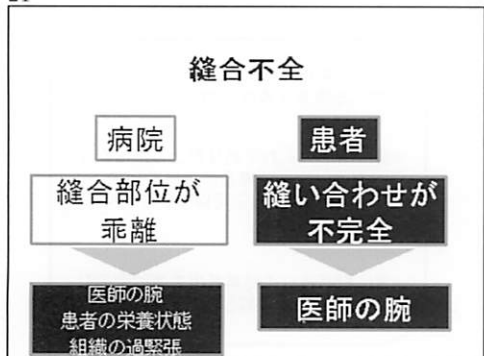 縫合不全
病院
患者
縫合部位が
乖離
縫い合わせが
不完全
医師の腕
患者の栄養状態
組織の過緊張
医師の腕